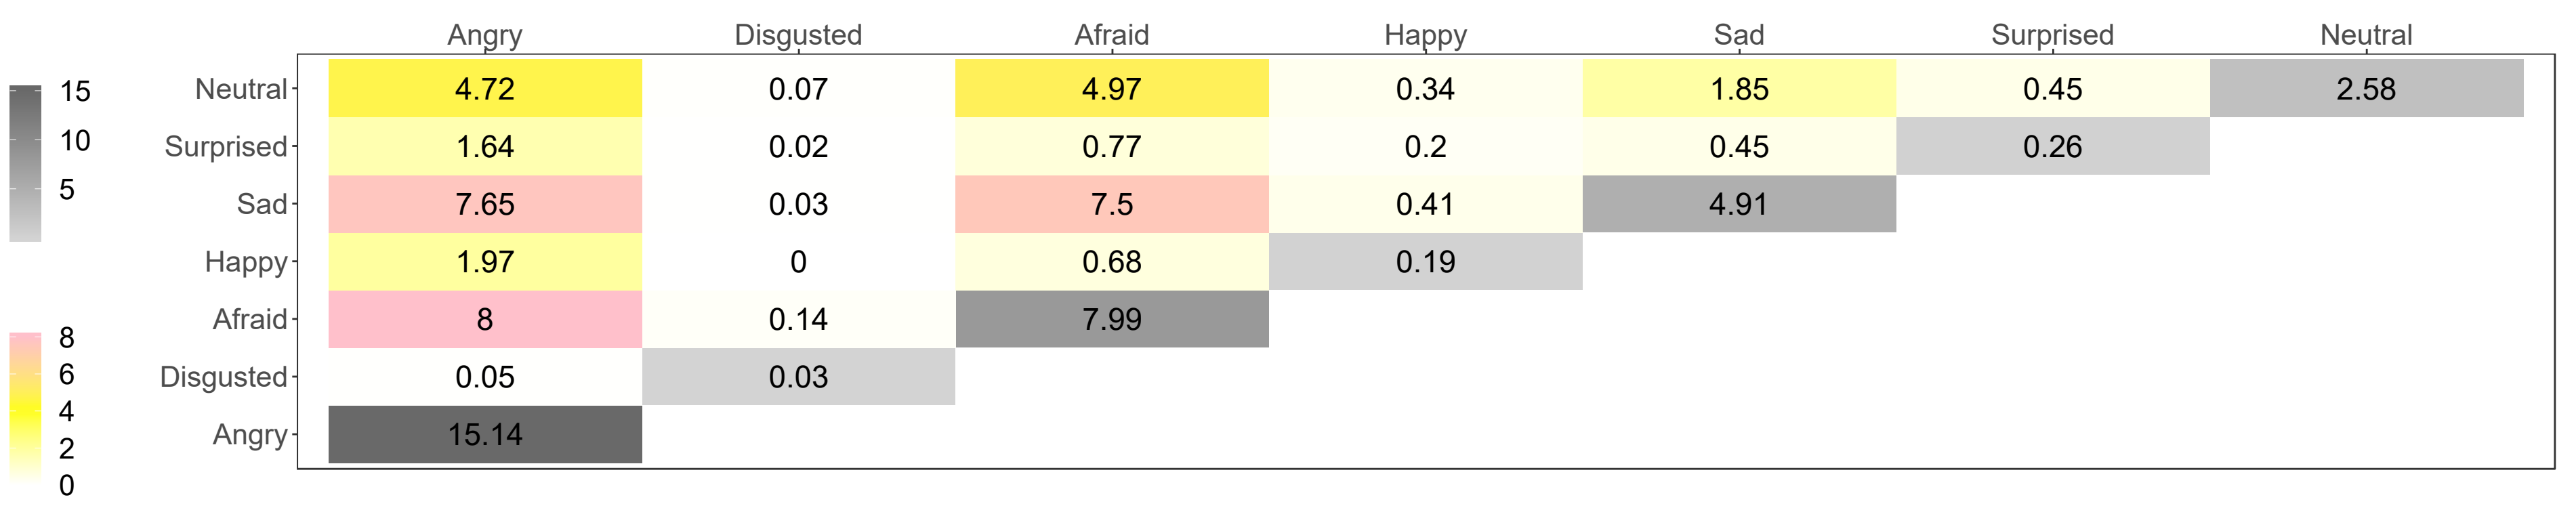 Angry Disgusted Afraid Happy Sad Surprised Neutral
15
10
5
8
6
4
2
0
Neutral 4.72 0.07 4.97 0.34 1.85 0.45 2.58
Surprised 1.64 0.02 0.77 0.2 0.45 0.26
Sad 7.65 0.03 7.5 0.41 4.91
Happy 1.97 0 0.68 0.19
Afraid 8 0.14 7.99
Disgusted 0.05 0.03
Angry 15.14